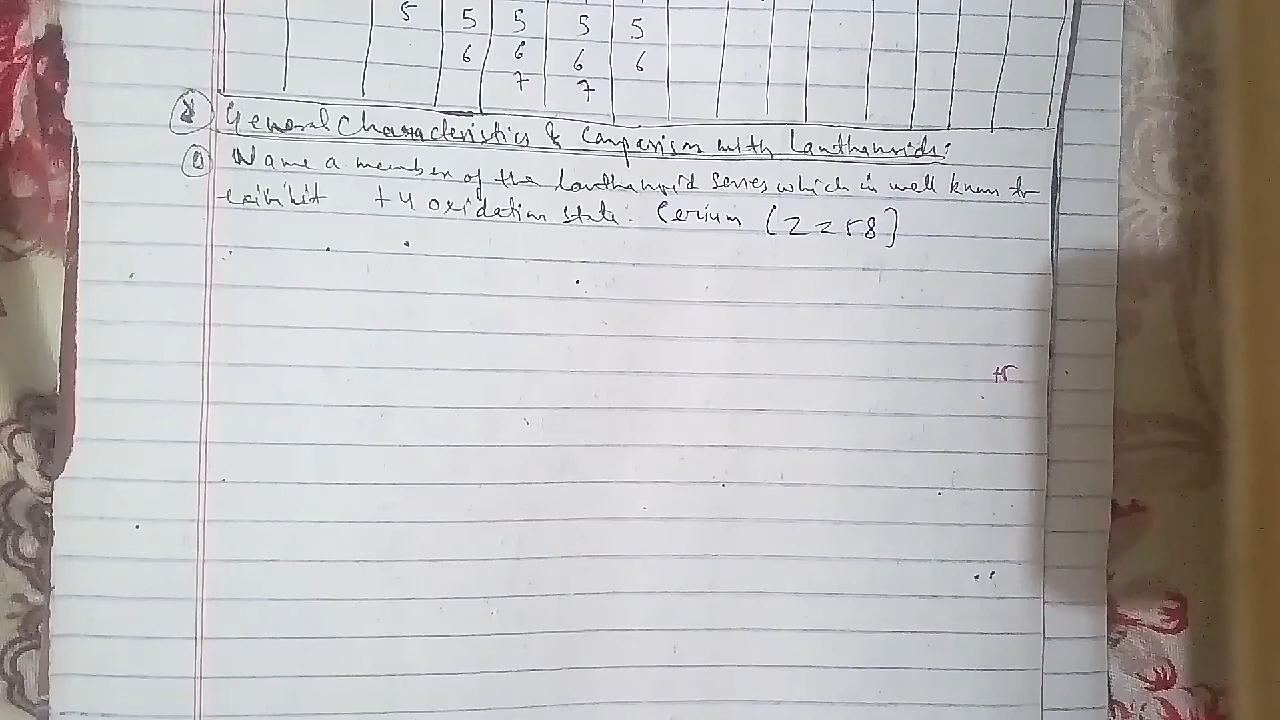 5 5 5 5 5
6 6 6 6
7 7
General Characteristics & Comparison with Lanthanoids:
Name a member of the Lanthanoid series which is well known to
exhibit +4 oxidation state. Cerium (Z=58)
+5